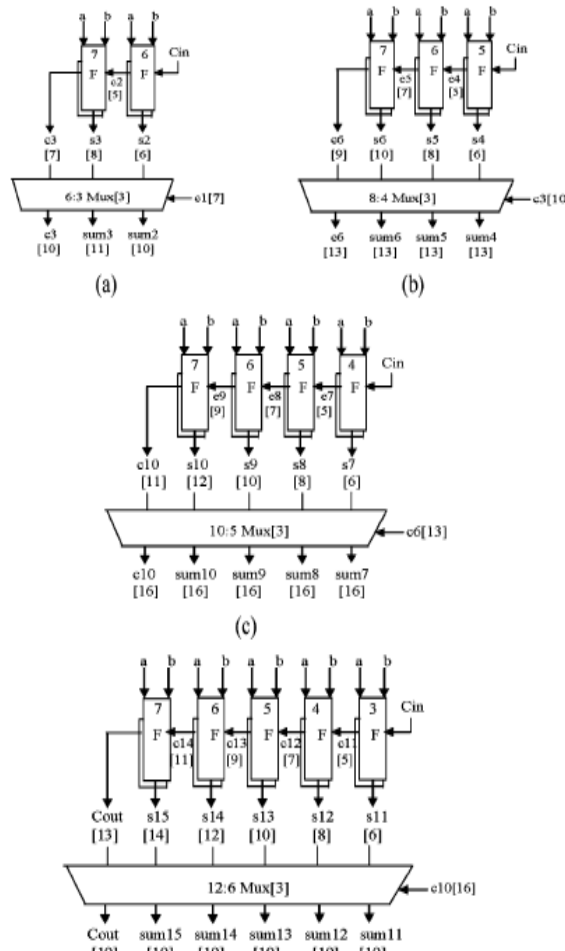 a b a b
7 6 Cin
F c2 F
[5]
c3 s3 s2
[7] [8] [6]
6:3 Mux[3] c1[7]
c3 sum3 sum2
[10] [11] [10]
(a)
a b a b a b
7 6 5 Cin
F c5 F c4 F
[7] [3]
c6 s6 s5 s4
[9] [10] [8] [6]
8:4 Mux[3] c3[10
c6 sum6 sum5 sum4
[13] [13] [13] [13]
(b)
a b a b a b a b
7 6 5 4 Cin
F c9 F c8 F c7 F
[9] [7] [5]
c10 s10 s9 s8 s7
[11] [12] [10] [8] [6]
10:5 Mux[3] c6[13]
c10 sum10 sum9 sum8 sum7
[16] [16] [16] [16] [16]
(c)
a b a b a b a b a b
7 6 5 4 3 Cin
F c14 F c13 F c12 F c11 F
[11] [9] [7] [5]
Cout s15 s14 s13 s12 s11
[13] [14] [12] [10] [8] [6]
12:6 Mux[3] c10[16]
Cout sum15 sum14 sum13 sum12 sum11